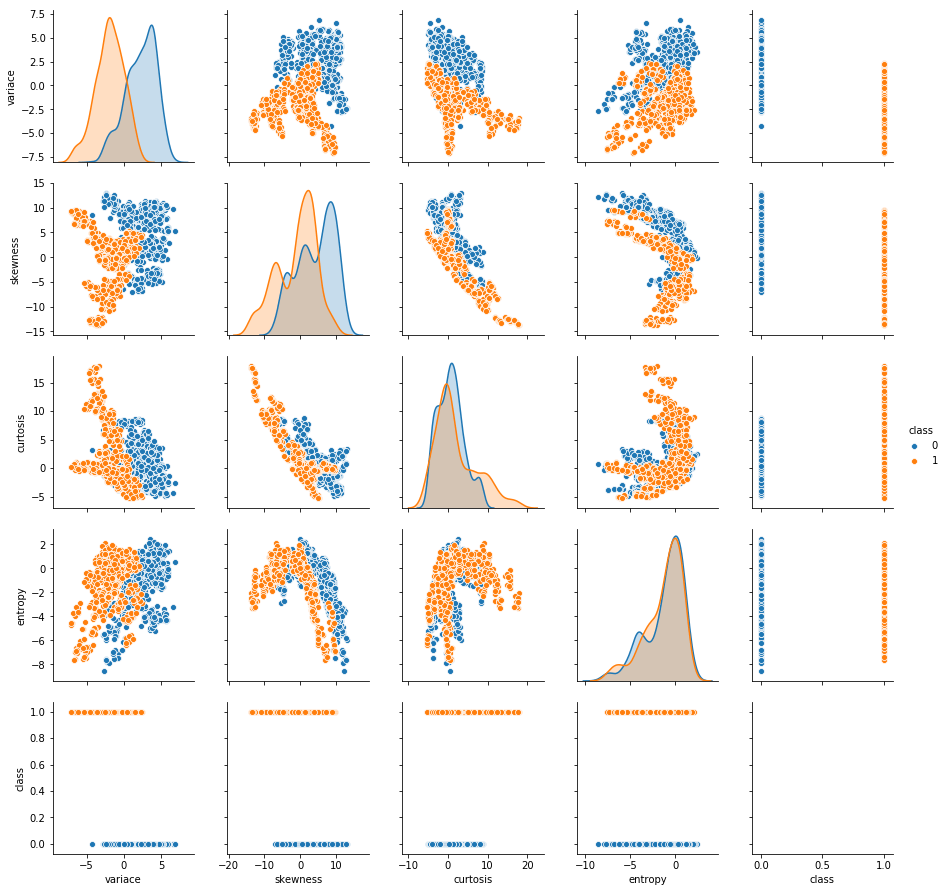 7.5
5.0
2.5
0.0
−2.5
−5.0
−7.5
variace
15
10
5
0
−5
−10
−15
skewness
15
10
5
0
−5
curtosis
class
0
1
2
0
−2
−4
−6
−8
entropy
1.0
0.8
0.6
0.4
0.2
0.0
class
−5 0 5
variace
−20 −10 0 10
skewness
−10 0 10 20
curtosis
−10 −5 0
entropy
0.0 0.5 1.0
class